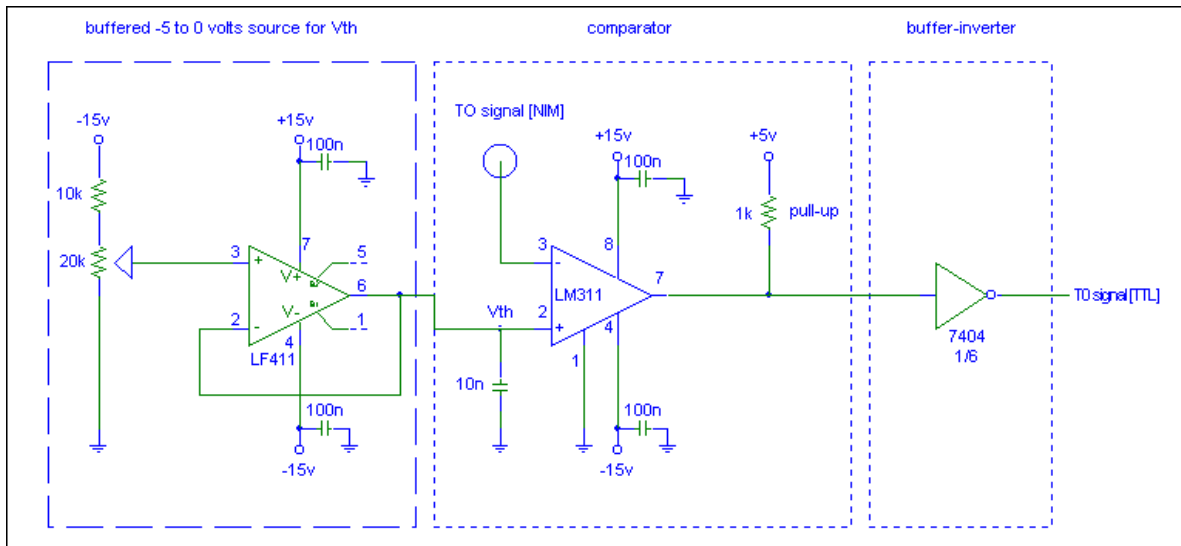 buffered -5 to 0 volts source for Vth
comparator
buffer-inverter
-15v
+15v
100n
10k
20k
3
+
7
V+
5
6
2
-
V-
1
4
LF411
100n
-15v
TO signal [NIM]
+15v
100n
+5v
1k
pull-up
3
-
8
LM311
7
2
+
Vth
4
1
10n
100n
-15v
7404
1/6
T0 signal [TTL]